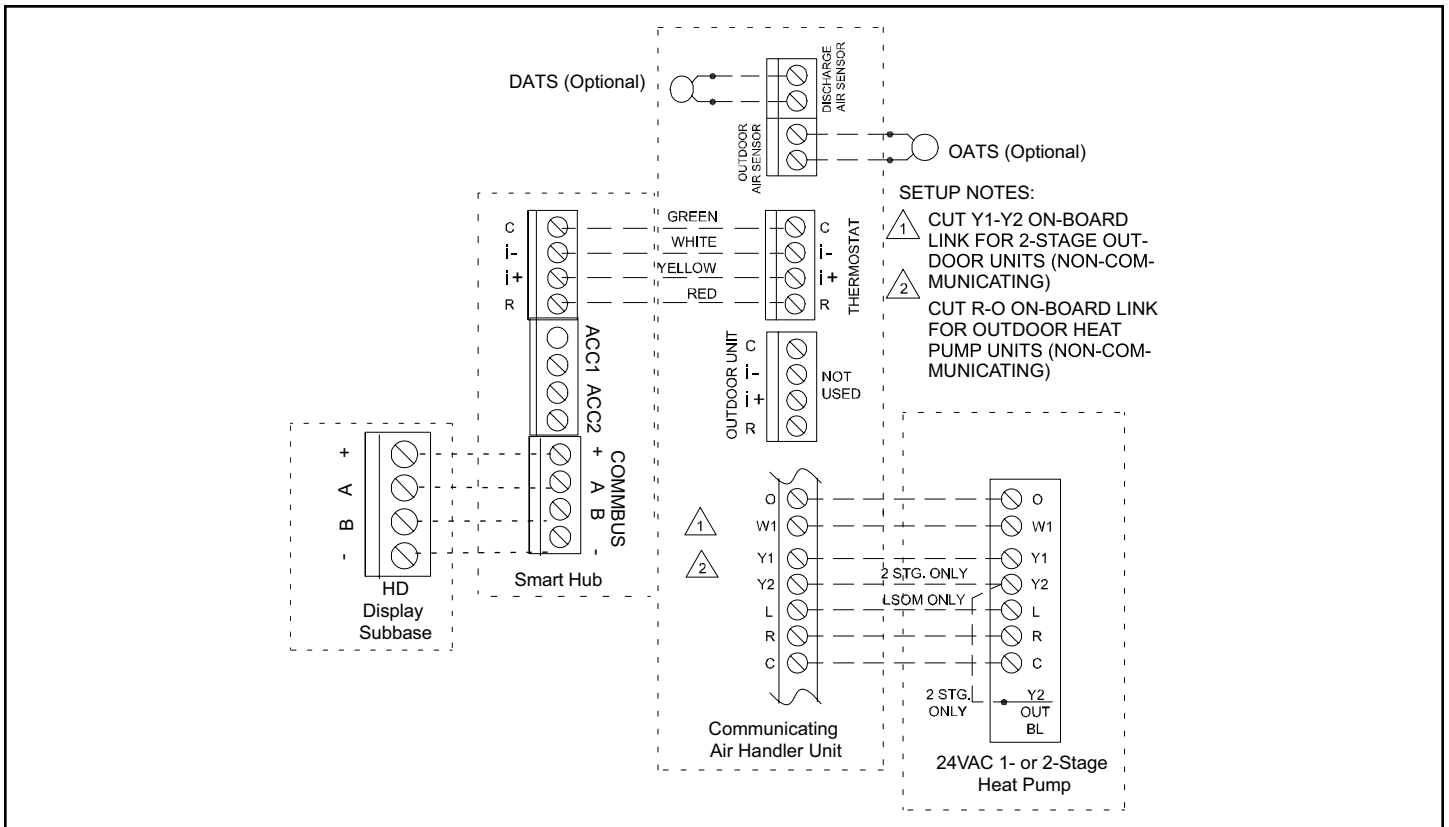 DATS (Optional)
DISCHARGE
AIR SENSOR
OUTDOOR
AIR SENSOR
OATS (Optional)
SETUP NOTES:
1
CUT Y1-Y2 ON-BOARD
LINK FOR 2-STAGE OUT-
DOOR UNITS (NON-COM-
MUNICATING)
2
CUT R-O ON-BOARD LINK
FOR OUTDOOR HEAT
PUMP UNITS (NON-COM-
MUNICATING)
C
i-
i+
R
GREEN
WHITE
YELLOW
RED
C
i-
i+
R
THERMOSTAT
ACC1
ACC2
OUTDOOR UNIT
C
i-
i+
R
NOT
USED
+
A
B
-
HD
Display
Subbase
+
A
B
-
COMMBUS
Smart Hub
1
2
O
W1
Y1
Y2
L
R
C
2 STG. ONLY
LSOM ONLY
2 STG.
ONLY
O
W1
Y1
Y2
L
R
C
Y2
OUT
BL
Communicating
Air Handler Unit
24VAC 1- or 2-Stage
Heat Pump